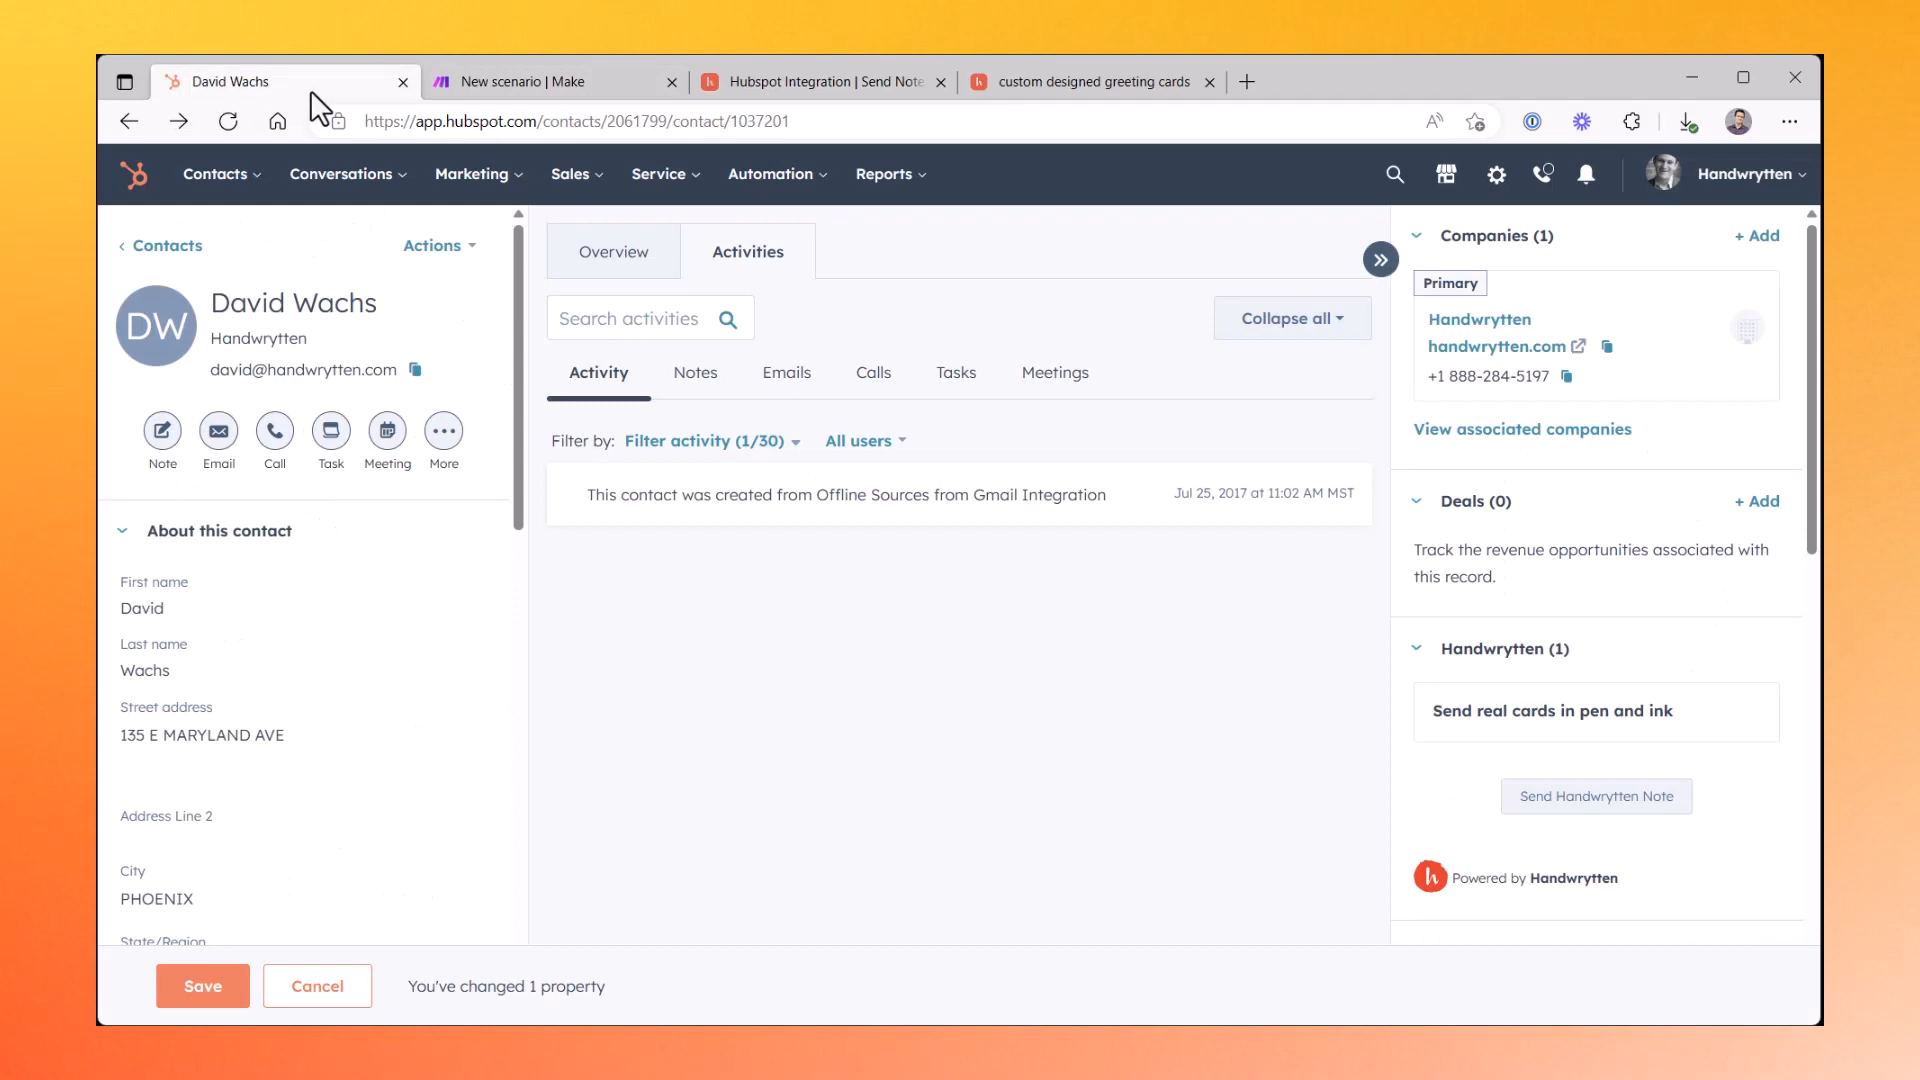 David Wachs
New scenario | Make
Hubspot Integration | Send Note
custom designed greeting cards
https://app.hubspot.com/contacts/2061799/contact/1037201
Contacts
Conversations
Marketing
Sales
Service
Automation
Reports
Handwrytten
Contacts
Actions
DW
David Wachs
Handwrytten
david@handwrytten.com
Note
Email
Call
Task
Meeting
More
About this contact
First name
David
Last name
Wachs
Street address
135 E MARYLAND AVE
Address Line 2
City
PHOENIX
State/Region
Overview
Activities
Search activities
Collapse all
Activity
Notes
Emails
Calls
Tasks
Meetings
Filter by: Filter activity (1/30) All users
This contact was created from Offline Sources from Gmail Integration
Jul 25, 2017 at 11:02 AM MST
Companies (1)
+ Add
Primary
Handwrytten
handwrytten.com
+1 888-284-5197
View associated companies
Deals (0)
+ Add
Track the revenue opportunities associated with
this record.
Handwrytten (1)
Send real cards in pen and ink
Send Handwrytten Note
h Powered by Handwrytten
Save
Cancel
You've changed 1 property